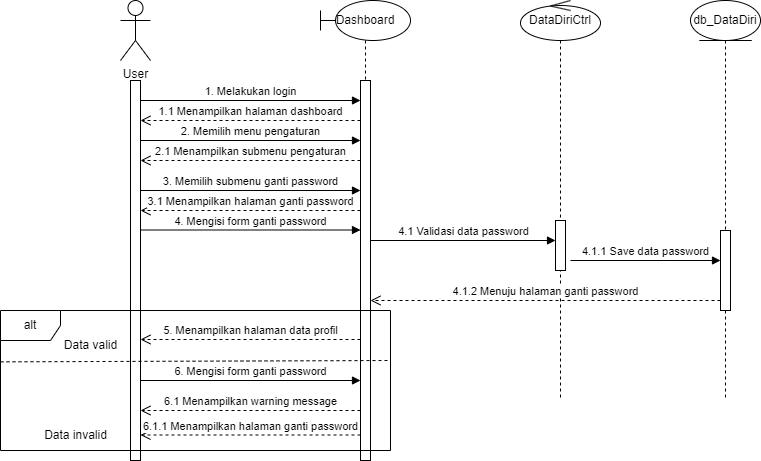 Dashboard
DataDiriCtrl
db_DataDiri
User
1. Melakukan login
1.1 Menampilkan halaman dashboard
2. Memilih menu pengaturan
2.1 Menampilkan submenu pengaturan
3. Memilih submenu ganti password
3.1 Menampilkan halaman ganti password
4. Mengisi form ganti password
4.1 Validasi data password
4.1.1 Save data password
4.1.2 Menuju halaman ganti password
alt
5. Menampilkan halaman data profil
Data valid
6. Mengisi form ganti password
6.1 Menampilkan warning message
6.1.1 Menampilkan halaman ganti password
Data invalid